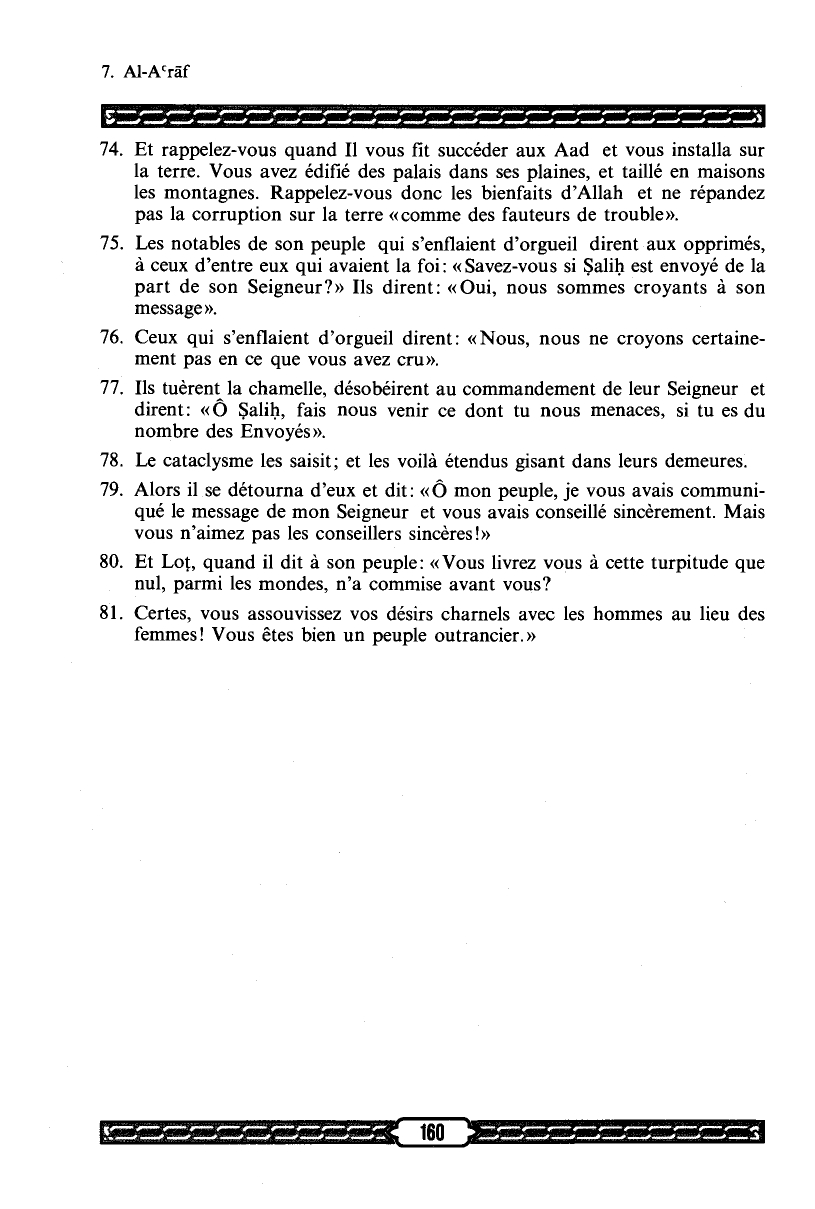 7. Al-Aᶜrāf
74. Et rappelez-vous quand Il vous fit succéder aux Aad et vous installa sur
la terre. Vous avez édifié des palais dans ses plaines, et taillé en maisons
les montagnes. Rappelez-vous donc les bienfaits d'Allah et ne répandez
pas la corruption sur la terre «comme des fauteurs de trouble».
75. Les notables de son peuple qui s'enflaient d'orgueil dirent aux opprimés,
à ceux d'entre eux qui avaient la foi: «Savez-vous si Ṣaliḥ est envoyé de la
part de son Seigneur?» Ils dirent: «Oui, nous sommes croyants à son
message».
76. Ceux qui s'enflaient d'orgueil dirent: «Nous, nous ne croyons certaine-
ment pas en ce que vous avez cru».
77. Ils tuèrent la chamelle, désobéirent au commandement de leur Seigneur et
dirent: «Ô Ṣaliḥ, fais nous venir ce dont tu nous menaces, si tu es du
nombre des Envoyés».
78. Le cataclysme les saisit; et les voilà étendus gisant dans leurs demeures.
79. Alors il se détourna d'eux et dit: «Ô mon peuple, je vous avais communi-
qué le message de mon Seigneur et vous avais conseillé sincèrement. Mais
vous n'aimez pas les conseillers sincères!»
80. Et Loṭ, quand il dit à son peuple: «Vous livrez vous à cette turpitude que
nul, parmi les mondes, n'a commise avant vous?
81. Certes, vous assouvissez vos désirs charnels avec les hommes au lieu des
femmes! Vous êtes bien un peuple outrancier.»
160